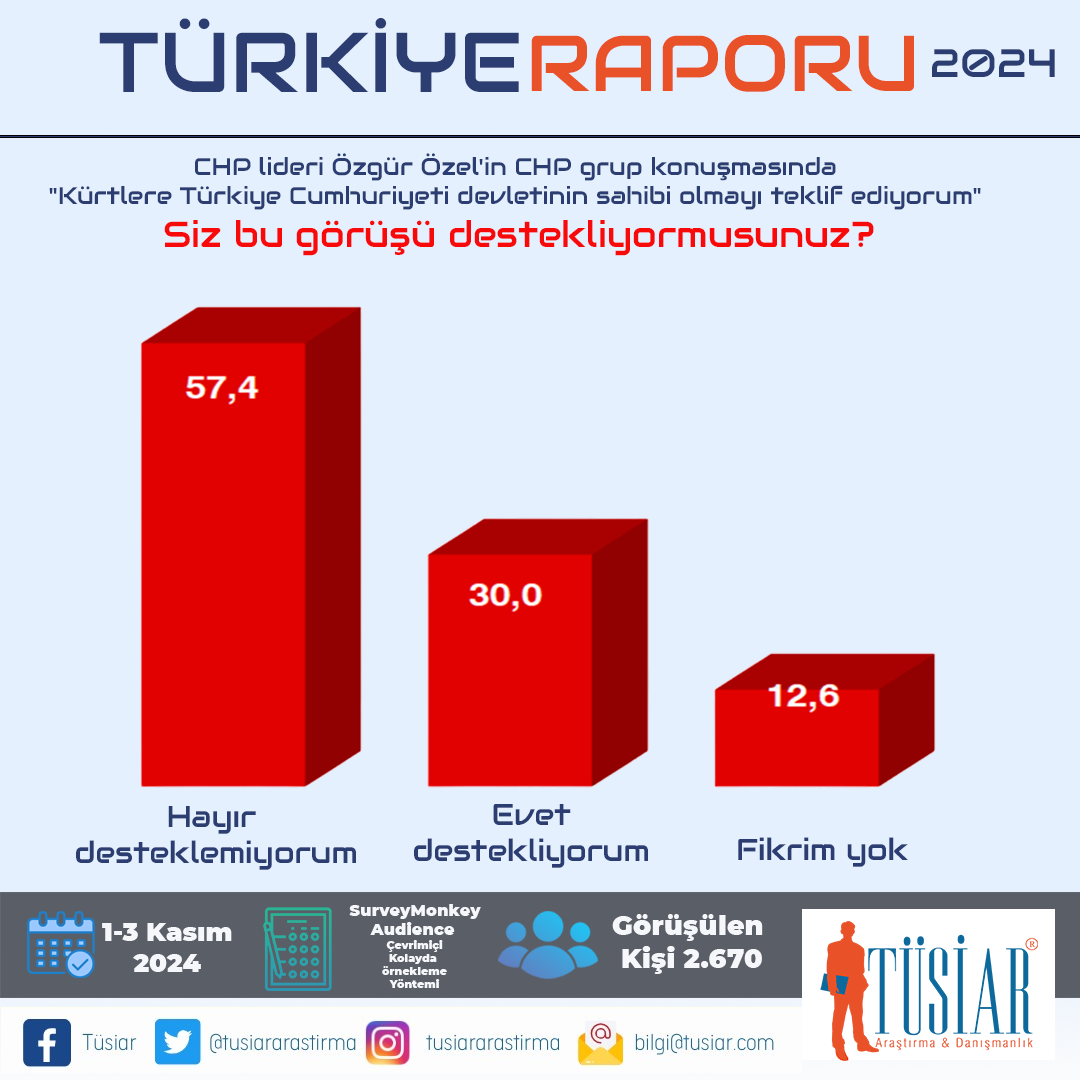 TÜRKİYERAPORU 2024
CHP lideri Özgür Özel'in CHP grup konuşmasında
"Kürtlere Türkiye Cumhuriyeti devletinin sahibi olmayı teklif ediyorum"
Siz bu görüşü destekliyormusunuz?
57,4
30,0
12,6
Hayır
desteklemiyorum
Evet
destekliyorum
Fikrim yok
1-3 Kasım
2024
SurveyMonkey
Audience
Çevrimiçi
Kolayda
örnekleme
Yöntemi
Görüşülen
Kişi 2.670
TÜSİAR®
Araştırma & Danışmanlık
Tüsiar
@tusiararastirma
tusiararastirma
bilgi@tusiar.com